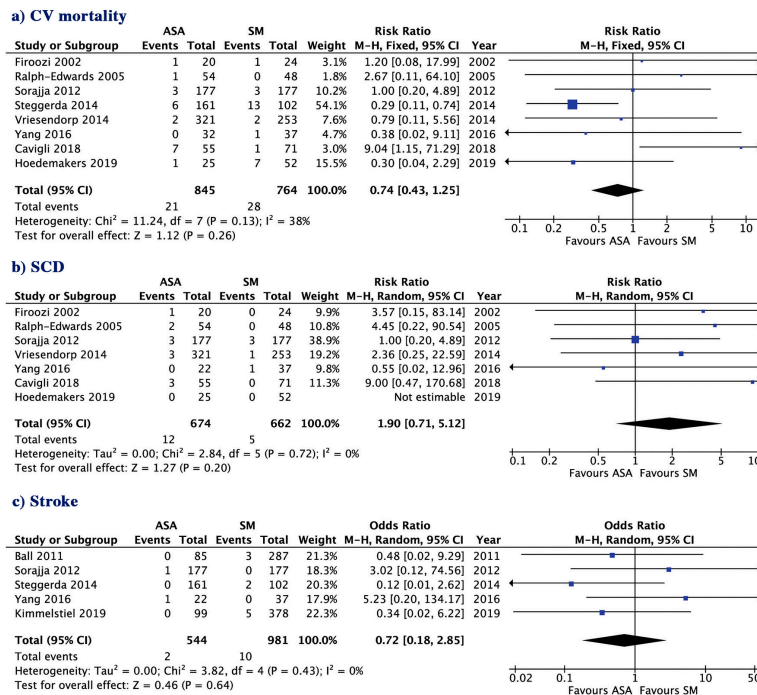 a) CV mortality
ASA SM Risk Ratio Risk Ratio
Study or Subgroup Events Total Events Total Weight M-H, Fixed, 95% CI Year M-H, Fixed, 95% CI
Firoozi 2002 1 20 1 24 3.1% 1.20 [0.08, 17.99] 2002
Ralph-Edwards 2005 1 54 0 48 1.8% 2.67 [0.11, 64.10] 2005
Sorajja 2012 3 177 3 177 10.2% 1.00 [0.20, 4.89] 2012
Steggerda 2014 6 161 13 102 54.1% 0.29 [0.11, 0.74] 2014
Vriesendorp 2014 2 321 2 253 7.6% 0.79 [0.11, 5.56] 2014
Yang 2016 0 32 1 37 4.7% 0.38 [0.02, 9.11] 2016
Cavigli 2018 7 55 1 71 2.9% 9.04 [1.15, 71.29] 2018
Hoedemakers 2019 1 25 7 52 15.5% 0.30 [0.04, 2.29] 2019
Total (95% CI) 845 764 100.0% 0.74 [0.43, 1.25]
Total events 21 28
Heterogeneity: Chi² = 11.24, df = 7 (P = 0.13); I² = 38%
Test for overall effect: Z = 1.12 (P = 0.26)
0.1 0.2 0.5 1 2 5 10
Favours ASA Favours SM
b) SCD
ASA SM Risk Ratio Risk Ratio
Study or Subgroup Events Total Events Total Weight M-H, Random, 95% CI Year M-H, Random, 95% CI
Firoozi 2002 1 20 0 24 9.9% 3.57 [0.15, 83.14] 2002
Ralph-Edwards 2005 2 54 0 48 10.8% 4.45 [0.22, 90.54] 2005
Sorajja 2012 3 177 3 177 38.9% 1.00 [0.20, 4.89] 2012
Vriesendorp 2014 3 321 1 253 19.2% 2.36 [0.25, 22.59] 2014
Yang 2016 0 22 1 37 9.8% 0.55 [0.02, 12.96] 2016
Cavigli 2018 3 55 0 71 11.3% 9.00 [0.47, 170.68] 2018
Hoedemakers 2019 0 25 0 52 Not estimable 2019
Total (95% CI) 674 662 100.0% 1.90 [0.71, 5.12]
Total events 12 5
Heterogeneity: Tau² = 0.00; Chi² = 2.84, df = 5 (P = 0.72); I² = 0%
Test for overall effect: Z = 1.27 (P = 0.20)
0.1 0.2 0.5 1 2 5 10
Favours ASA Favours SM
c) Stroke
ASA SM Odds Ratio Odds Ratio
Study or Subgroup Events Total Events Total Weight M-H, Random, 95% CI Year M-H, Random, 95% CI
Ball 2011 0 85 3 287 21.3% 0.48 [0.02, 9.29] 2011
Sorajja 2012 1 177 0 177 18.3% 3.02 [0.12, 74.56] 2012
Steggerda 2014 0 161 2 102 20.3% 0.12 [0.01, 2.62] 2014
Yang 2016 1 22 0 37 17.9% 5.23 [0.20, 134.17] 2016
Kimmelstiel 2019 0 99 5 378 22.3% 0.34 [0.02, 6.22] 2019
Total (95% CI) 544 981 100.0% 0.72 [0.18, 2.85]
Total events 2 10
Heterogeneity: Tau² = 0.00; Chi² = 3.82, df = 4 (P = 0.43); I² = 0%
Test for overall effect: Z = 0.46 (P = 0.64)
0.02 0.1 1 10 50
Favours ASA Favours SM